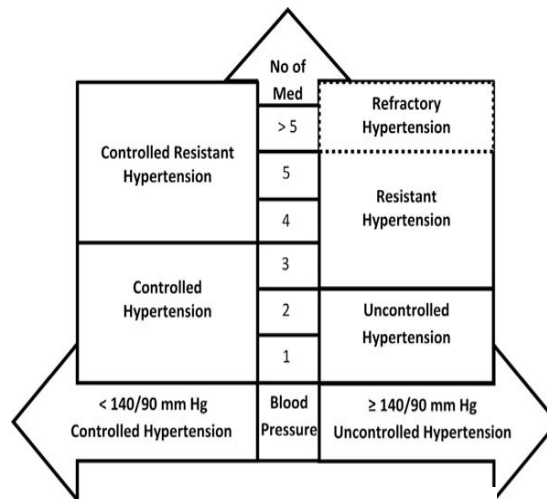 No of
Med
> 5
5
4
3
2
1
Controlled Resistant
Hypertension
Controlled
Hypertension
Refractory
Hypertension
Resistant
Hypertension
Uncontrolled
Hypertension
< 140/90 mm Hg
Controlled Hypertension
Blood
Pressure
≥ 140/90 mm Hg
Uncontrolled Hypertension